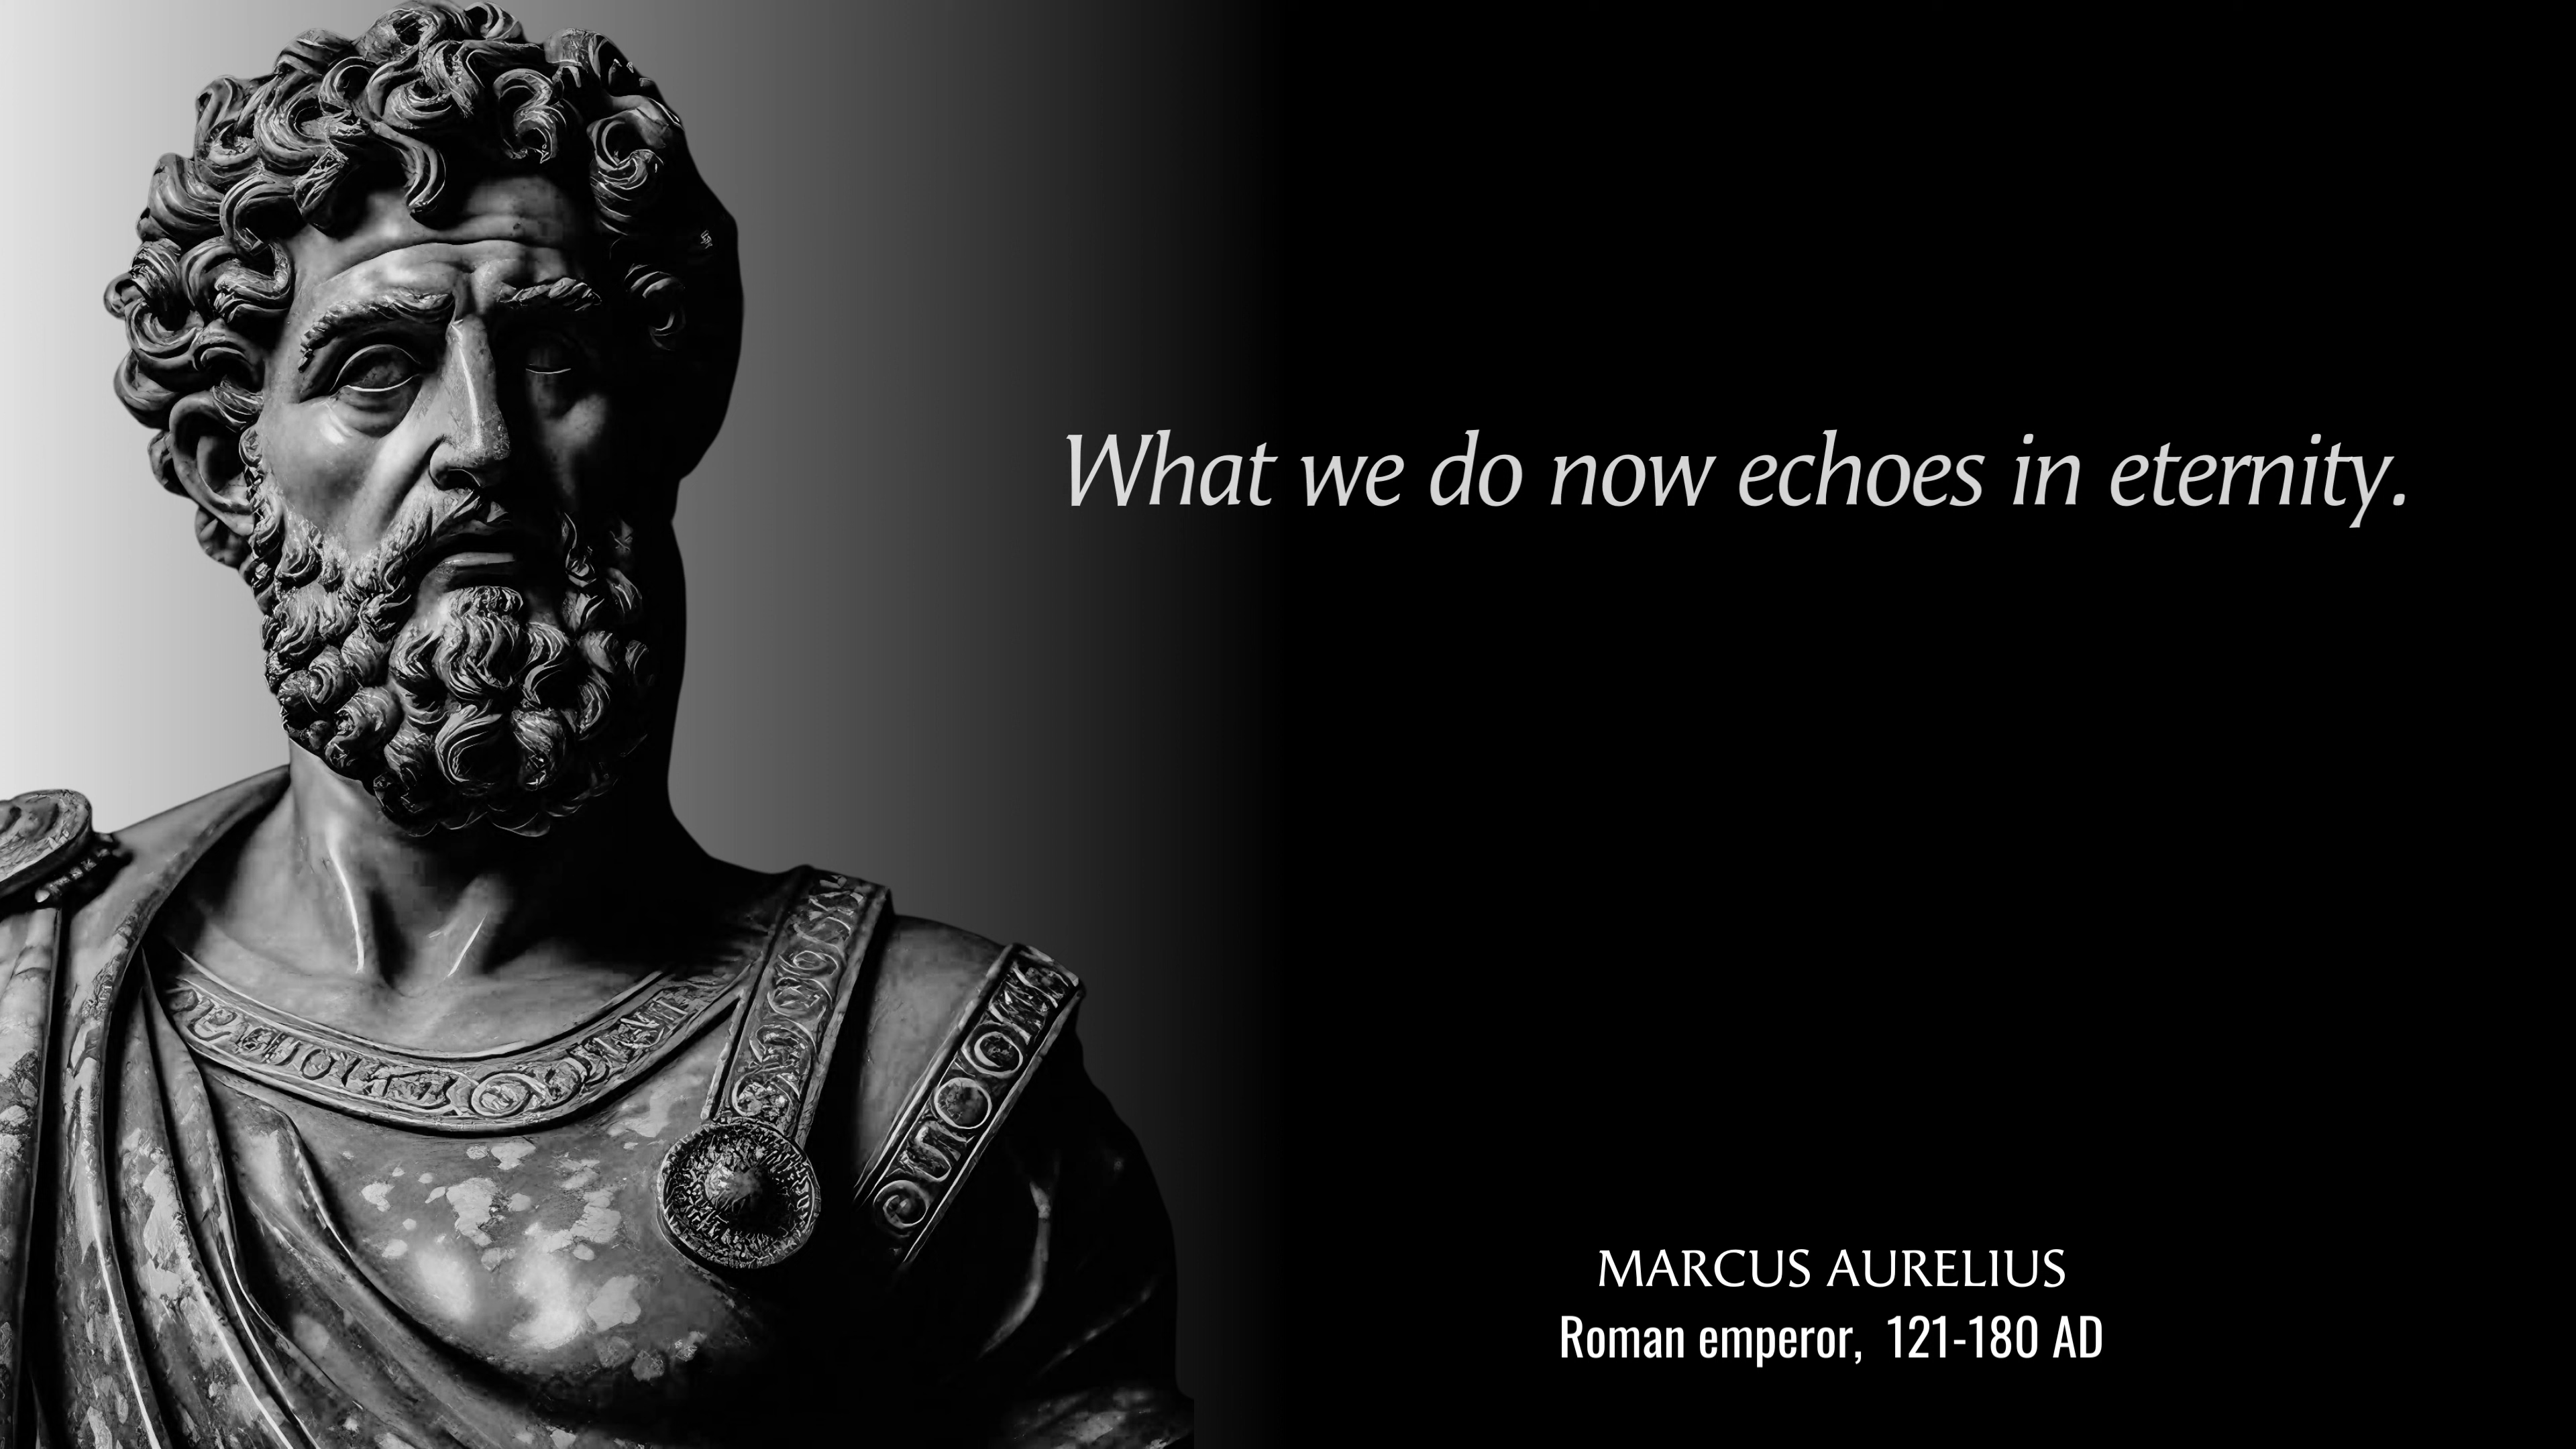 What we do now echoes in eternity.
MARCUS AURELIUS
Roman emperor, 121-180 AD